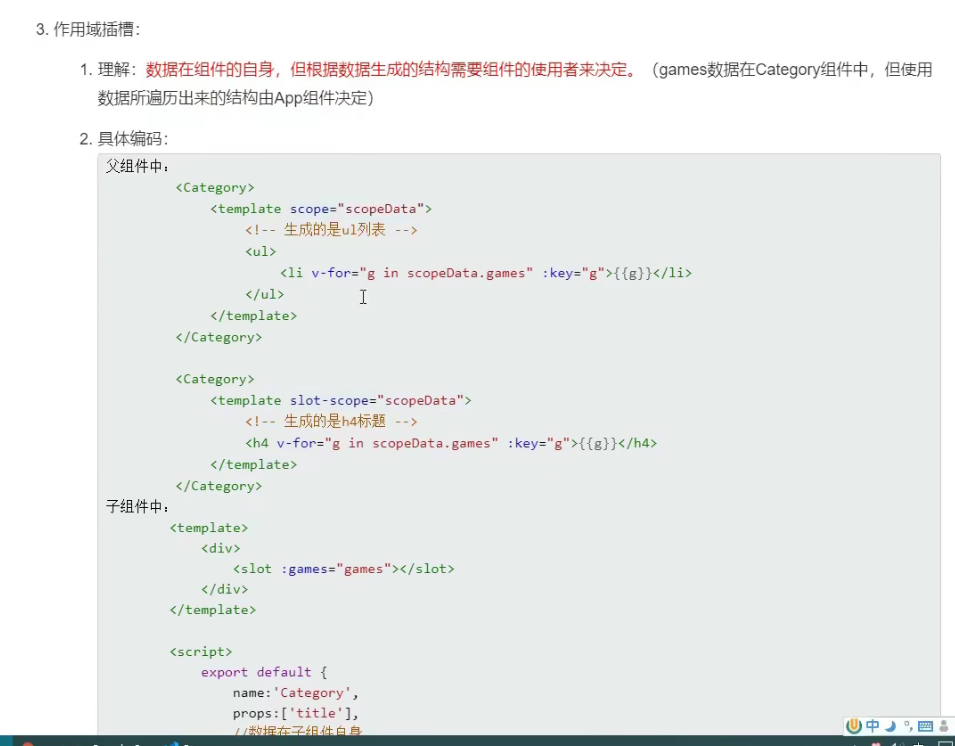 3. 作用域插槽：
1. 理解：数据在组件的自身，但根据数据生成的结构需要组件的使用者来决定。（games数据在Category组件中，但使用
数据所遍历出来的结构由App组件决定）
2. 具体编码：
父组件中：
<Category>
<template scope="scopeData">
<!-- 生成的是ul列表 -->
<ul>
<li v-for="g in scopeData.games" :key="g">{{g}}</li>
</ul>
</template>
</Category>
<Category>
<template slot-scope="scopeData">
<!-- 生成的是h4标题 -->
<h4 v-for="g in scopeData.games" :key="g">{{g}}</h4>
</template>
</Category>
子组件中：
<template>
<div>
<slot :games="games"></slot>
</div>
</template>
<script>
export default {
name:'Category',
props:['title'],
//数据在子组件自身
中